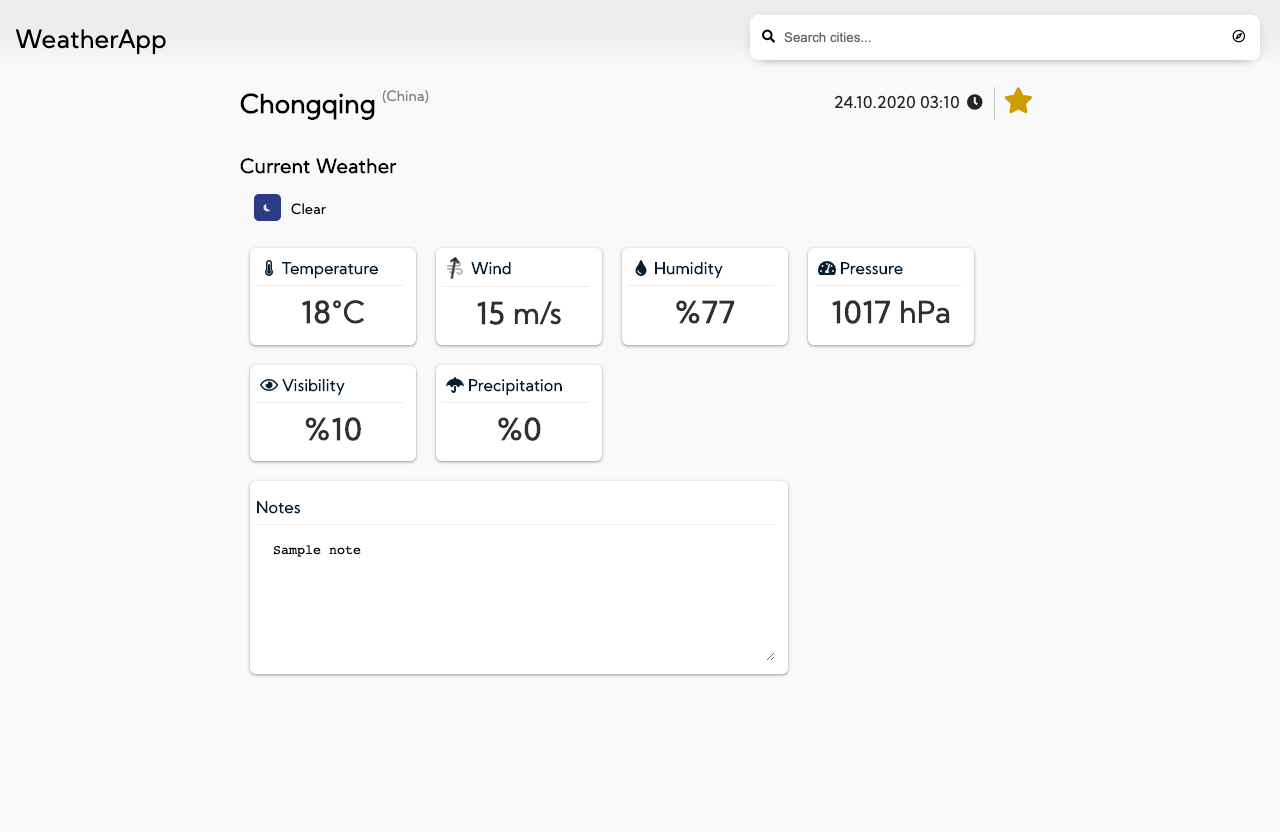 WeatherApp
Search cities...
Chongqing (China)
24.10.2020 03:10
Current Weather
Clear
Temperature
18°C
Wind
15 m/s
Humidity
%77
Pressure
1017 hPa
Visibility
%10
Precipitation
%0
Notes
Sample note